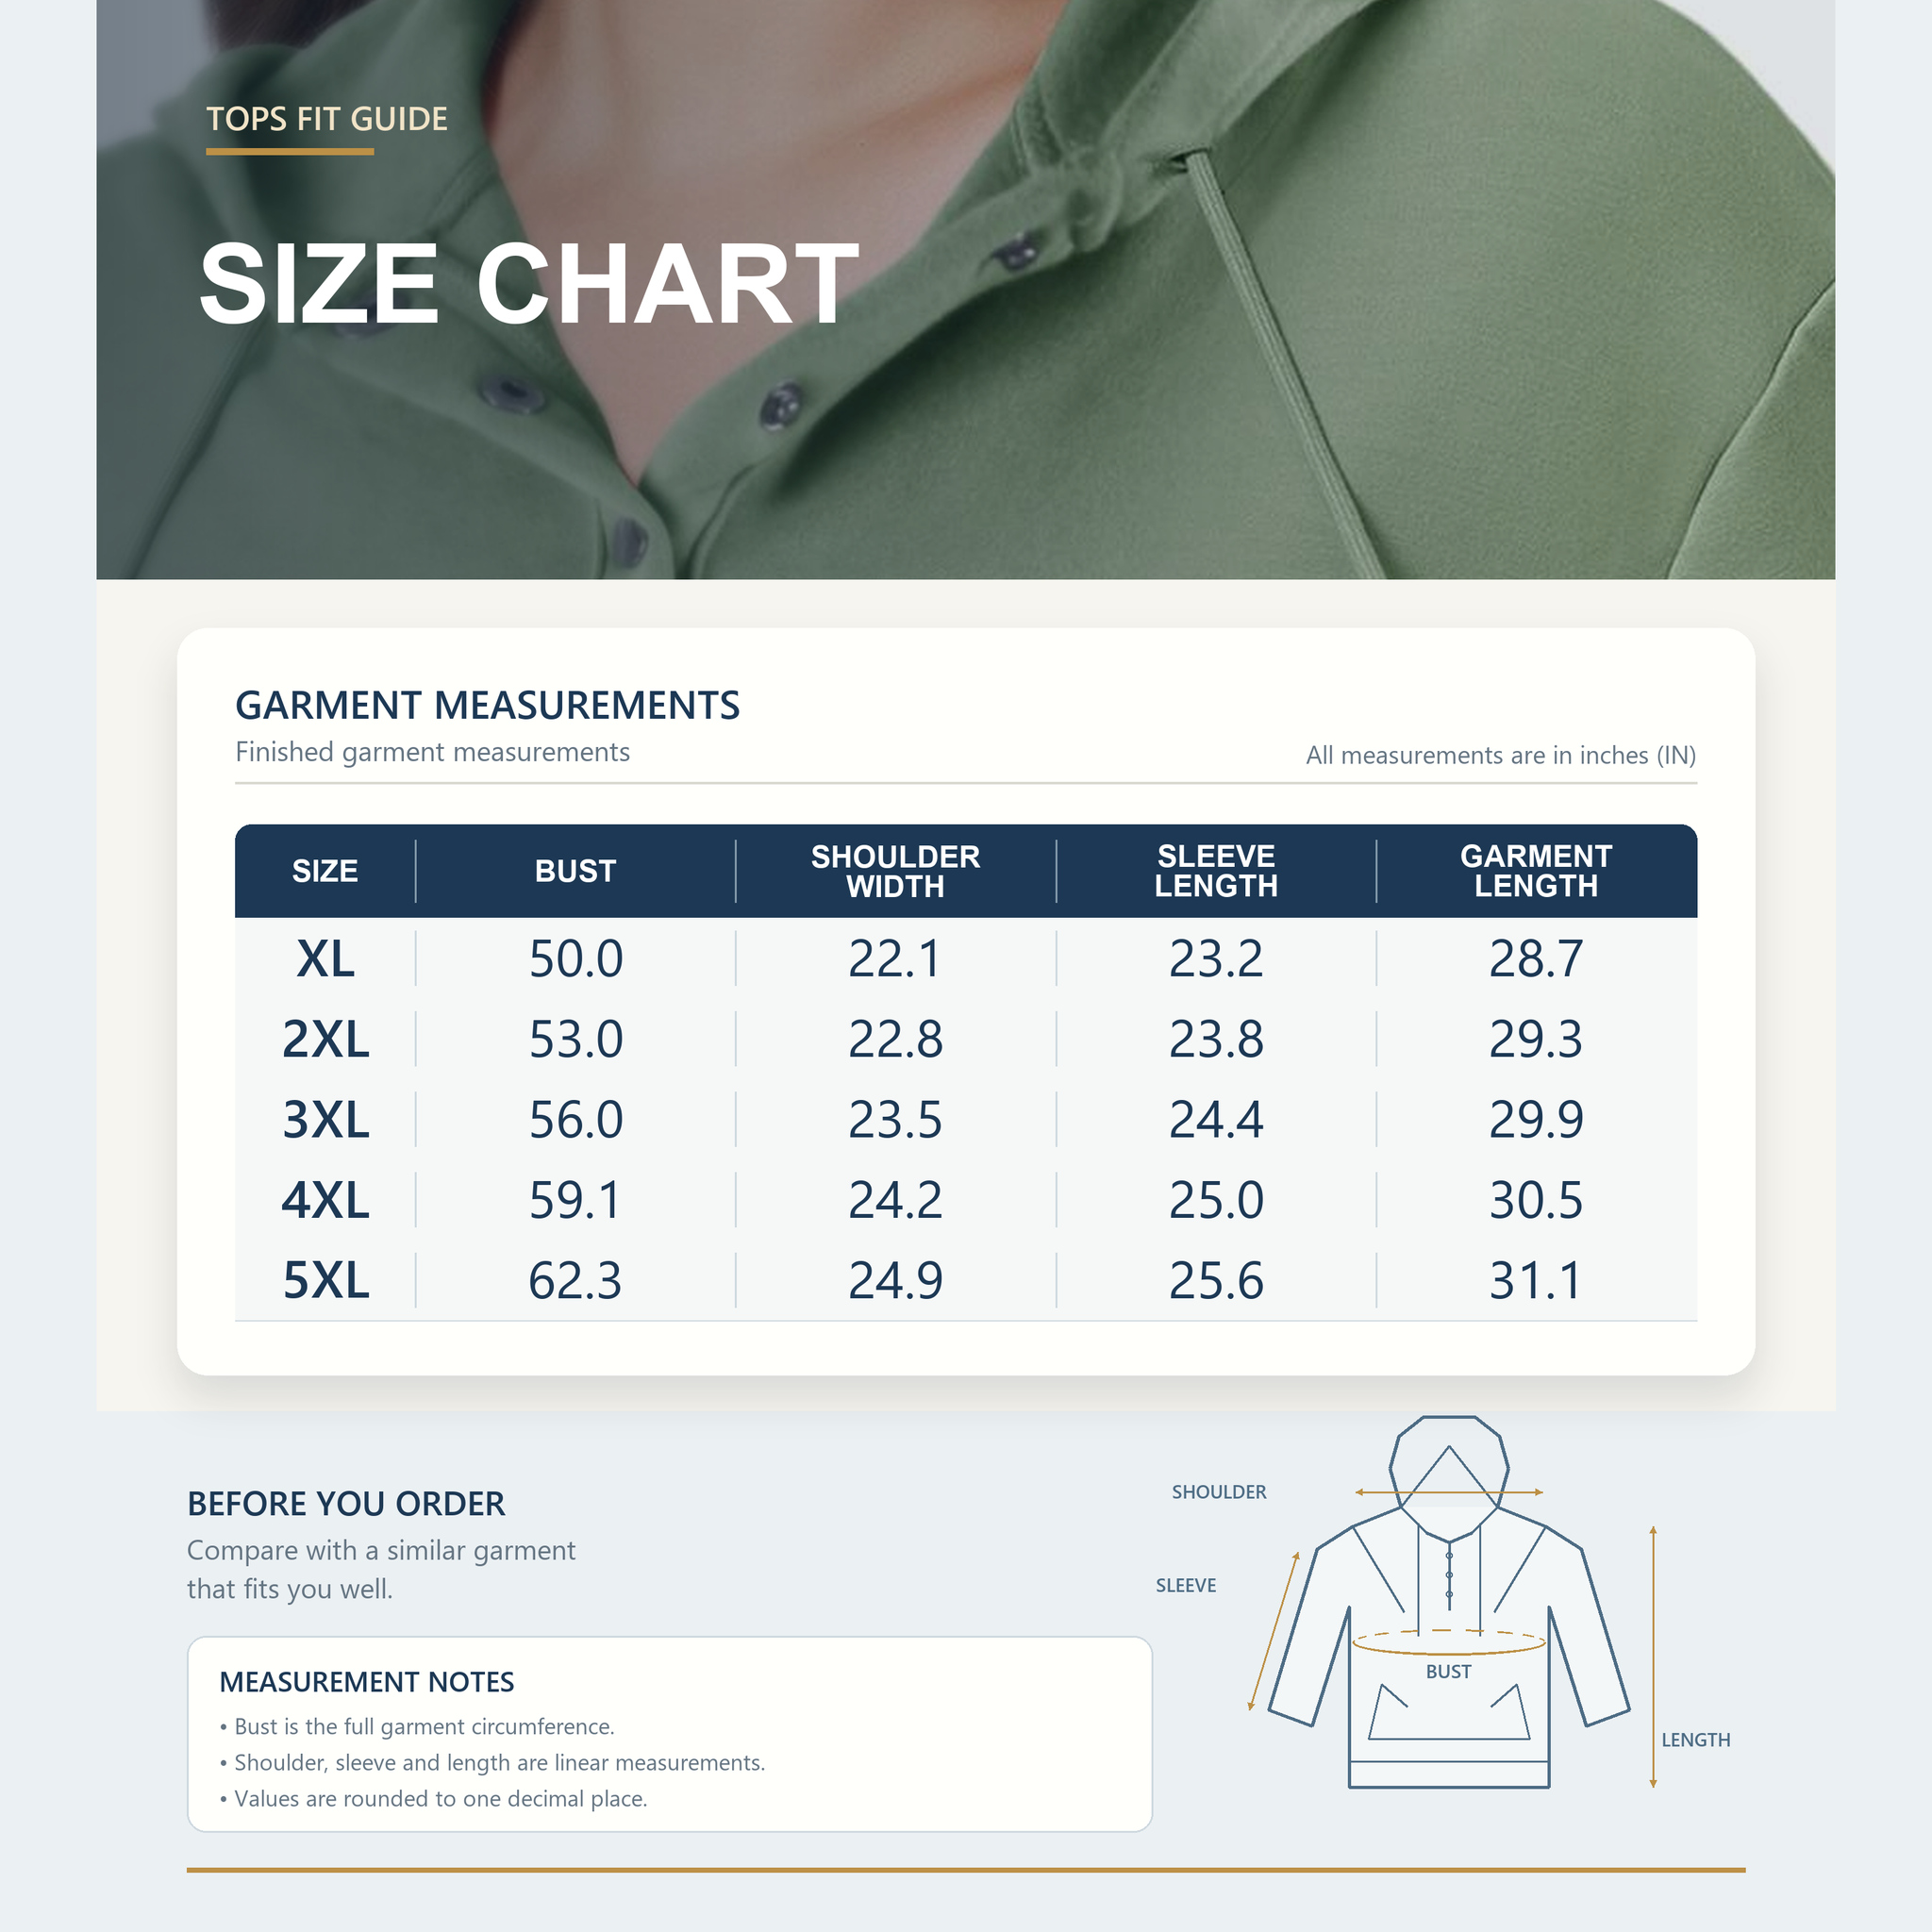 TOPS FIT GUIDE
SIZE CHART
GARMENT MEASUREMENTS
Finished garment measurements
All measurements are in inches (IN)
SIZE BUST SHOULDER WIDTH SLEEVE LENGTH GARMENT LENGTH
XL 50.0 22.1 23.2 28.7
2XL 53.0 22.8 23.8 29.3
3XL 56.0 23.5 24.4 29.9
4XL 59.1 24.2 25.0 30.5
5XL 62.3 24.9 25.6 31.1
BEFORE YOU ORDER
Compare with a similar garment
that fits you well.
MEASUREMENT NOTES
• Bust is the full garment circumference.
• Shoulder, sleeve and length are linear measurements.
• Values are rounded to one decimal place.
SHOULDER
SLEEVE
BUST
LENGTH